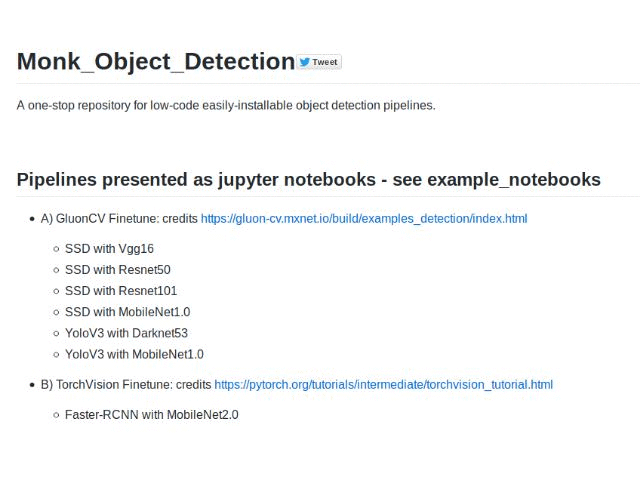 Monk_Object_Detection Tweet
A one-stop repository for low-code easily-installable object detection pipelines.
Pipelines presented as jupyter notebooks - see example_notebooks
• A) GluonCV Finetune: credits https://gluon-cv.mxnet.io/build/examples_detection/index.html
○ SSD with Vgg16
○ SSD with Resnet50
○ SSD with Resnet101
○ SSD with MobileNet1.0
○ YoloV3 with Darknet53
○ YoloV3 with MobileNet1.0
• B) TorchVision Finetune: credits https://pytorch.org/tutorials/intermediate/torchvision_tutorial.html
○ Faster-RCNN with MobileNet2.0